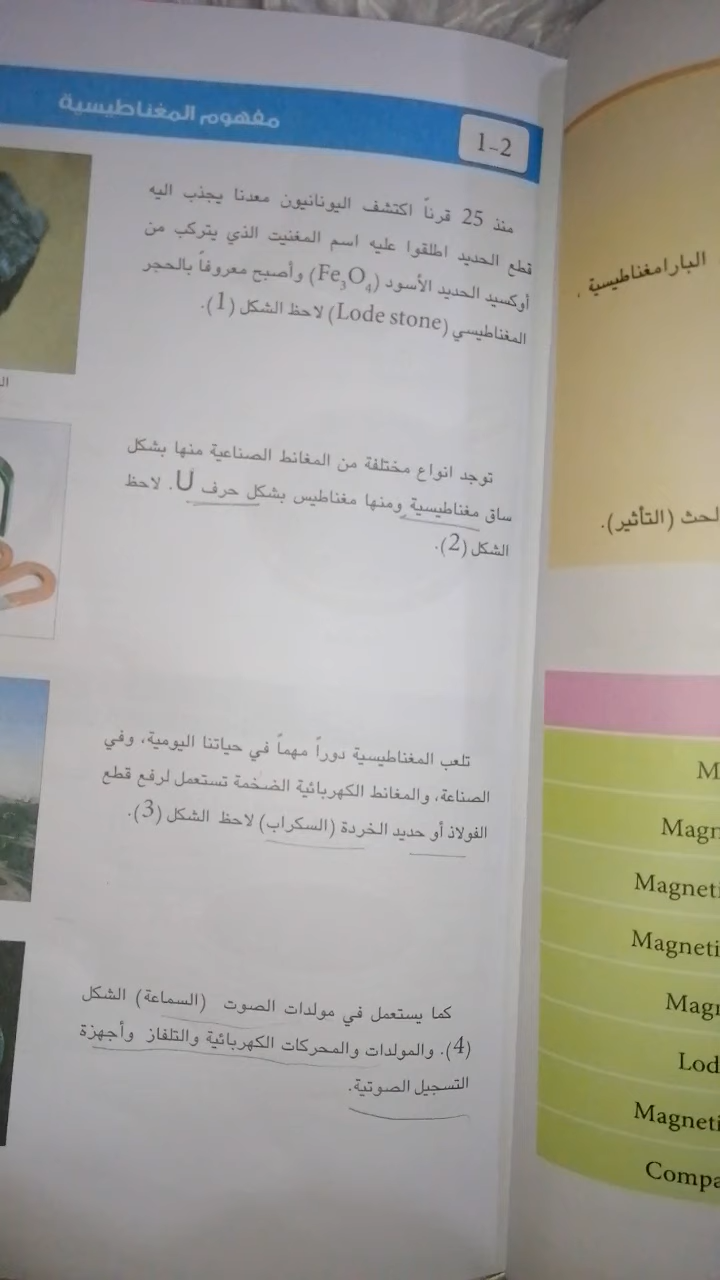 1-2
مفهوم المغناطيسية
منذ 25 قرناً اكتشف اليونانيون معدنا يجذب اليه
قطع الحديد اطلقوا عليه اسم المغنيت الذي يتركب من
أوكسيد الحديد الأسود (Fe₃O₄) وأصبح معروفاً بالحجر
المغناطيسي (Lode stone) لاحظ الشكل (1).
توجد انواع مختلفة من المغانط الصناعية منها بشكل
ساق مغناطيسية ومنها مغناطيس بشكل حرف U. لاحظ
الشكل (2).
تلعب المغناطيسية دوراً مهماً في حياتنا اليومية، وفي
الصناعة، والمغانط الكهربائية الضخمة تستعمل لرفع قطع
الفولاذ أو حديد الخردة (السكراب) لاحظ الشكل (3).
كما يستعمل في مولدات الصوت (السماعة) الشكل
(4). والمولدات والمحركات الكهربائية والتلفاز وأجهزة
التسجيل الصوتية.
البارامغناطيسية .
لحث (التأثير).
M
Magn
Magneti
Magneti
Magn
Lod
Magneti
Compa